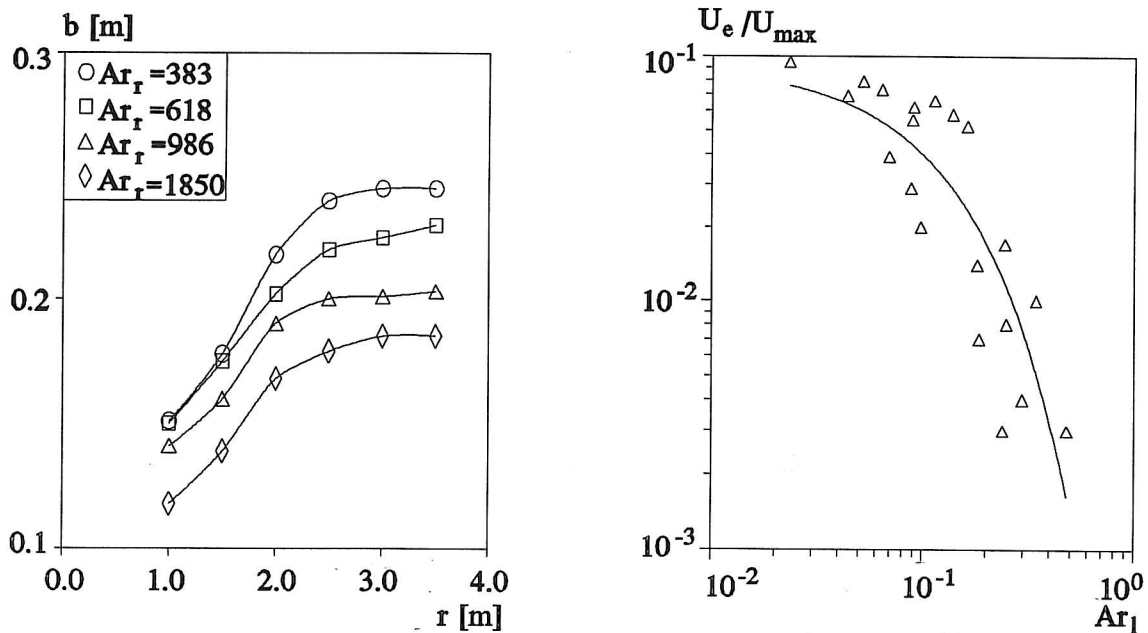 b [m]
0.3
Ar_r =383
Ar_r =618
Ar_r =986
Ar_r =1850
0.2
0.1
0.0
1.0
2.0
3.0
4.0
r [m]
U_e /U_max
10^-1
10^-2
10^-3
10^-2
10^-1
10^0
Ar_l